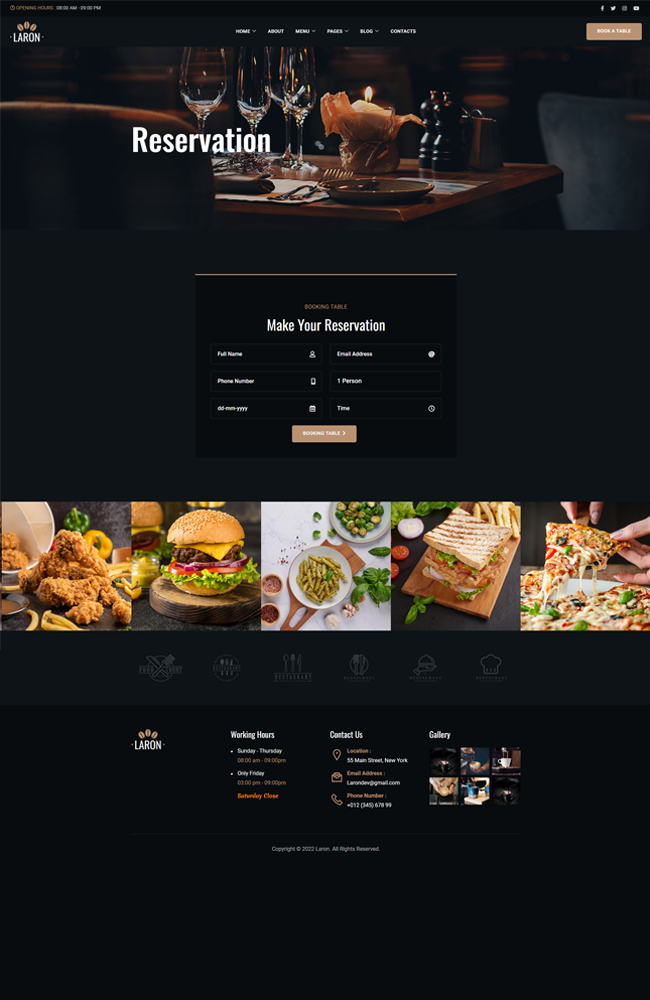 OPENING HOURS: 08:00 AM - 09:00 PM
LARON
HOME ABOUT MENU PAGES BLOG CONTACTS
BOOK A TABLE
Reservation
BOOKING TABLE
Make Your Reservation
Full Name
Email Address
Phone Number
1 Person
dd-mm-yyyy
Time
BOOKING TABLE
RESTAURANT
LARON
Working Hours
Sunday - Thursday
08:00 am - 09:00pm
Only Friday
03:00 pm - 09:00pm
Saturday Close
Contact Us
Location :
55 Main Street, New York
Email Address :
Larondev@gmail.com
Phone Number :
+012 (345) 678 99
Gallery
Copyright © 2022 Laron. All Rights Reserved.